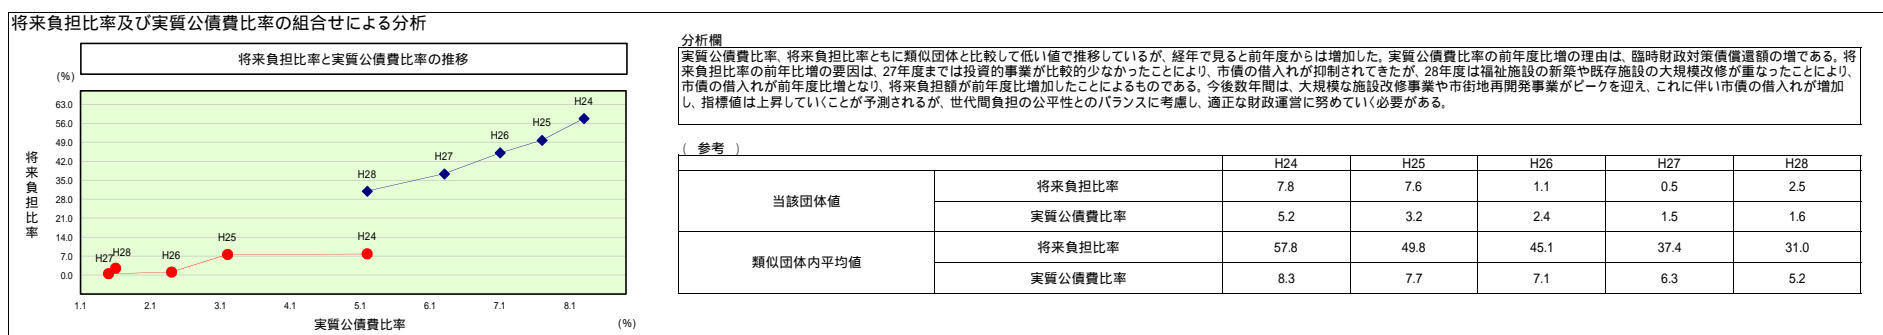 将来負担比率及び実質公債費比率の組合せによる分析
将来負担比率と実質公債費比率の推移
(%)
将来負担比率
63.0
56.0
49.0
42.0
35.0
28.0
21.0
14.0
7.0
0.0
H24
H25
H26
H27
H28
H24
H25
H26
H28
H27
1.1 2.1 3.1 4.1 5.1 6.1 7.1 8.1
実質公債費比率
(%)
分析欄
実質公債費比率、将来負担比率ともに類似団体と比較して低い値で推移しているが、経年で見ると前年度からは増加した。実質公債費比率の前年度比増の理由は、臨時財政対策債償還額の増である。将
来負担比率の前年比増の要因は、27年度までは投資的事業が比較的少なかったことにより、市債の借入れが抑制されてきたが、28年度は福祉施設の新築や既存施設の大規模改修が重なったことにより、
市債の借入れが前年度比増となり、将来負担額が前年度比増加したことによるものである。今後数年間は、大規模な施設改修事業や市街地再開発事業がピークを迎え、これに伴い市債の借入れが増加
し、指標値は上昇していくことが予測されるが、世代間負担の公平性とのバランスに考慮し、適正な財政運営に努めていく必要がある。
( 参考 )
H24 H25 H26 H27 H28
当該団体値
将来負担比率 7.8 7.6 1.1 0.5 2.5
実質公債費比率 5.2 3.2 2.4 1.5 1.6
類似団体内平均値
将来負担比率 57.8 49.8 45.1 37.4 31.0
実質公債費比率 8.3 7.7 7.1 6.3 5.2